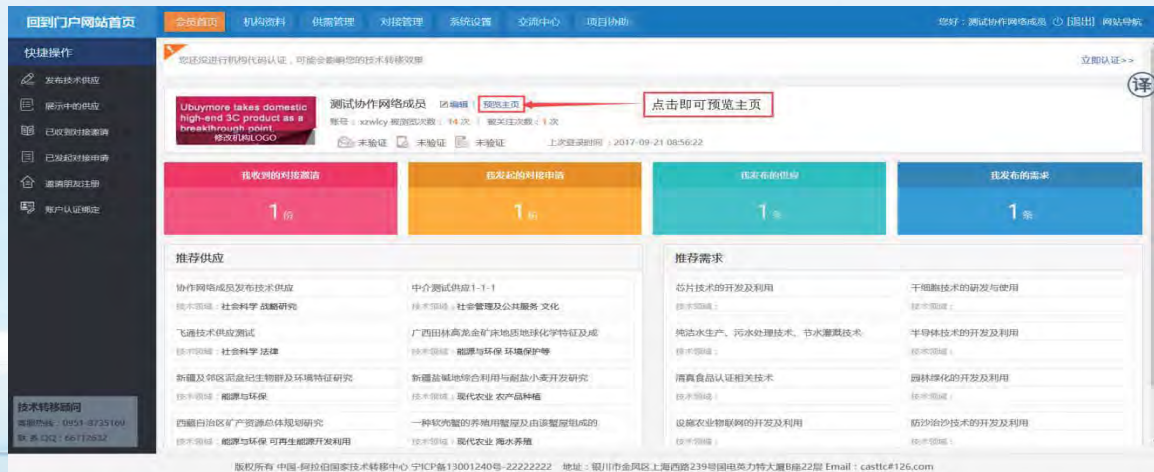 回到门户网站首页
会员首页 机构资料 供需管理 对接管理 系统设置 交流中心 项目协助
您好：测试协作网络成员 [退出] 网站导航
快捷操作
发布技术供应
展示中的供应
已收到对接邀请
已发起对接申请
邀请朋友注册
账户认证绑定
您还没进行机构代码认证，可能会影响您的技术转移效果
立即认证>>
译
Ubuymore takes domestic
high-end 3C product as a
breakthrough point.
修改机构LOGO
测试协作网络成员 编辑 | 预览主页
点击即可预览主页
账号：xzwlcy 被浏览次数：14 次 | 被关注次数：1 次
未验证 未验证 未验证 上次登录时间：2017-09-21 08:56:22
我收到的对接邀请 我发起的对接申请 我发布的供应 我发布的需求
1 份 1 份 1 条 1 条
推荐供应
协作网络成员发布技术供应 中介测试供应1-1-1
技术领域：社会科学 战略研究 技术领域：社会管理及公共服务 文化
飞通技术供应测试 广西田林高龙金矿床地质地球化学特征及成
技术领域：社会科学 法律 技术领域：能源与环保 环境保护等
新疆及邻区泥盆纪生物群及环境特征研究 新疆盐碱地综合利用与耐盐小麦开发研究
技术领域：能源与环保 技术领域：现代农业 农产品种植
西藏自治区矿产资源总体规划研究 一种软壳蟹的养殖用蟹屋及由该蟹屋组成的
技术领域：能源与环保 可再生能源开发利用 技术领域：现代农业 海水养殖
推荐需求
芯片技术的开发及利用 干细胞技术的研发与使用
技术领域： 技术领域：
纯洁水生产、污水处理技术、节水灌溉技术 半导体技术的开发及利用
技术领域： 技术领域：
清真食品认证相关技术 园林绿化的开发及利用
技术领域： 技术领域：
设施农业物联网的开发及利用 防沙治沙技术的开发及利用
技术领域： 技术领域：
技术转移顾问
客服热线：0951-8735169
联系QQ：66712632
版权所有 中国-阿拉伯国家技术转移中心 宁ICP备13001240号-22222222 地址：银川市金凤区上海西路239号国电英力特大厦B座22层 Email：casttc#126.com